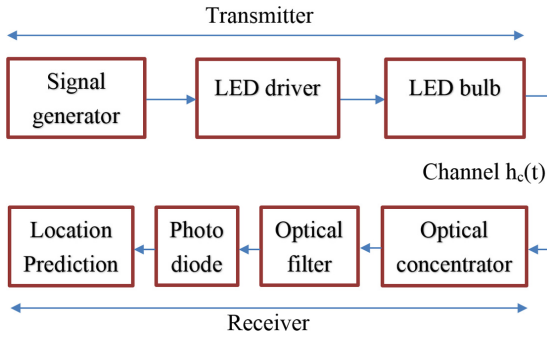 Transmitter
Signal
generator
LED driver
LED bulb
Channel hc(t)
Location
Prediction
Photo
diode
Optical
filter
Optical
concentrator
Receiver